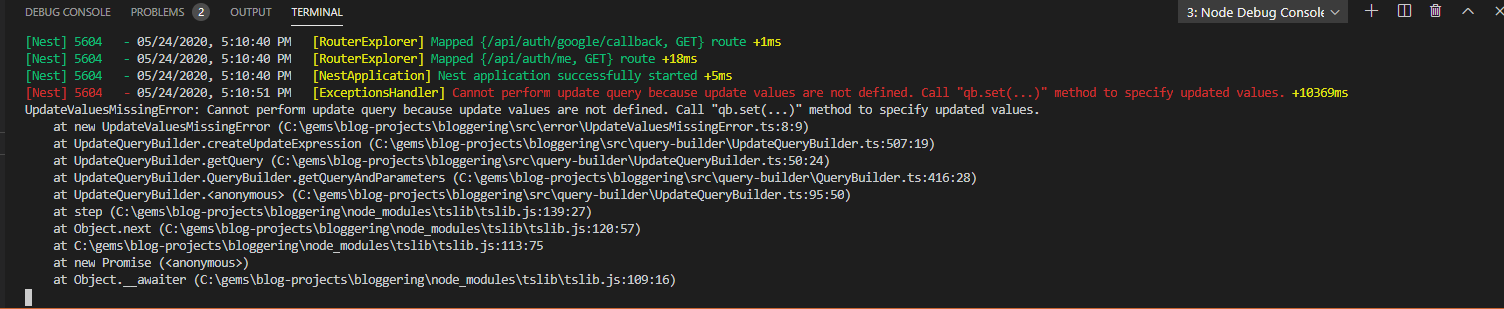 DEBUG CONSOLE PROBLEMS 2 OUTPUT TERMINAL 3: Node Debug Console
[Nest] 5604 - 05/24/2020, 5:10:40 PM [RouterExplorer] Mapped {/api/auth/google/callback, GET} route +1ms
[Nest] 5604 - 05/24/2020, 5:10:40 PM [RouterExplorer] Mapped {/api/auth/me, GET} route +18ms
[Nest] 5604 - 05/24/2020, 5:10:40 PM [NestApplication] Nest application successfully started +5ms
[Nest] 5604 - 05/24/2020, 5:10:51 PM [ExceptionsHandler] Cannot perform update query because update values are not defined. Call "qb.set(...)" method to specify updated values. +10369ms
UpdateValuesMissingError: Cannot perform update query because update values are not defined. Call "qb.set(...)" method to specify updated values.
at new UpdateValuesMissingError (C:\gems\blog-projects\bloggering\src\error\UpdateValuesMissingError.ts:8:9)
at UpdateQueryBuilder.createUpdateExpression (C:\gems\blog-projects\bloggering\src\query-builder\UpdateQueryBuilder.ts:507:19)
at UpdateQueryBuilder.getQuery (C:\gems\blog-projects\bloggering\src\query-builder\UpdateQueryBuilder.ts:50:24)
at UpdateQueryBuilder.QueryBuilder.getQueryAndParameters (C:\gems\blog-projects\bloggering\src\query-builder\QueryBuilder.ts:416:28)
at UpdateQueryBuilder.<anonymous> (C:\gems\blog-projects\bloggering\src\query-builder\UpdateQueryBuilder.ts:95:50)
at step (C:\gems\blog-projects\bloggering\node_modules\tslib\tslib.js:139:27)
at Object.next (C:\gems\blog-projects\bloggering\node_modules\tslib\tslib.js:120:57)
at C:\gems\blog-projects\bloggering\node_modules\tslib\tslib.js:113:75
at new Promise (<anonymous>)
at Object.__awaiter (C:\gems\blog-projects\bloggering\node_modules\tslib\tslib.js:109:16)